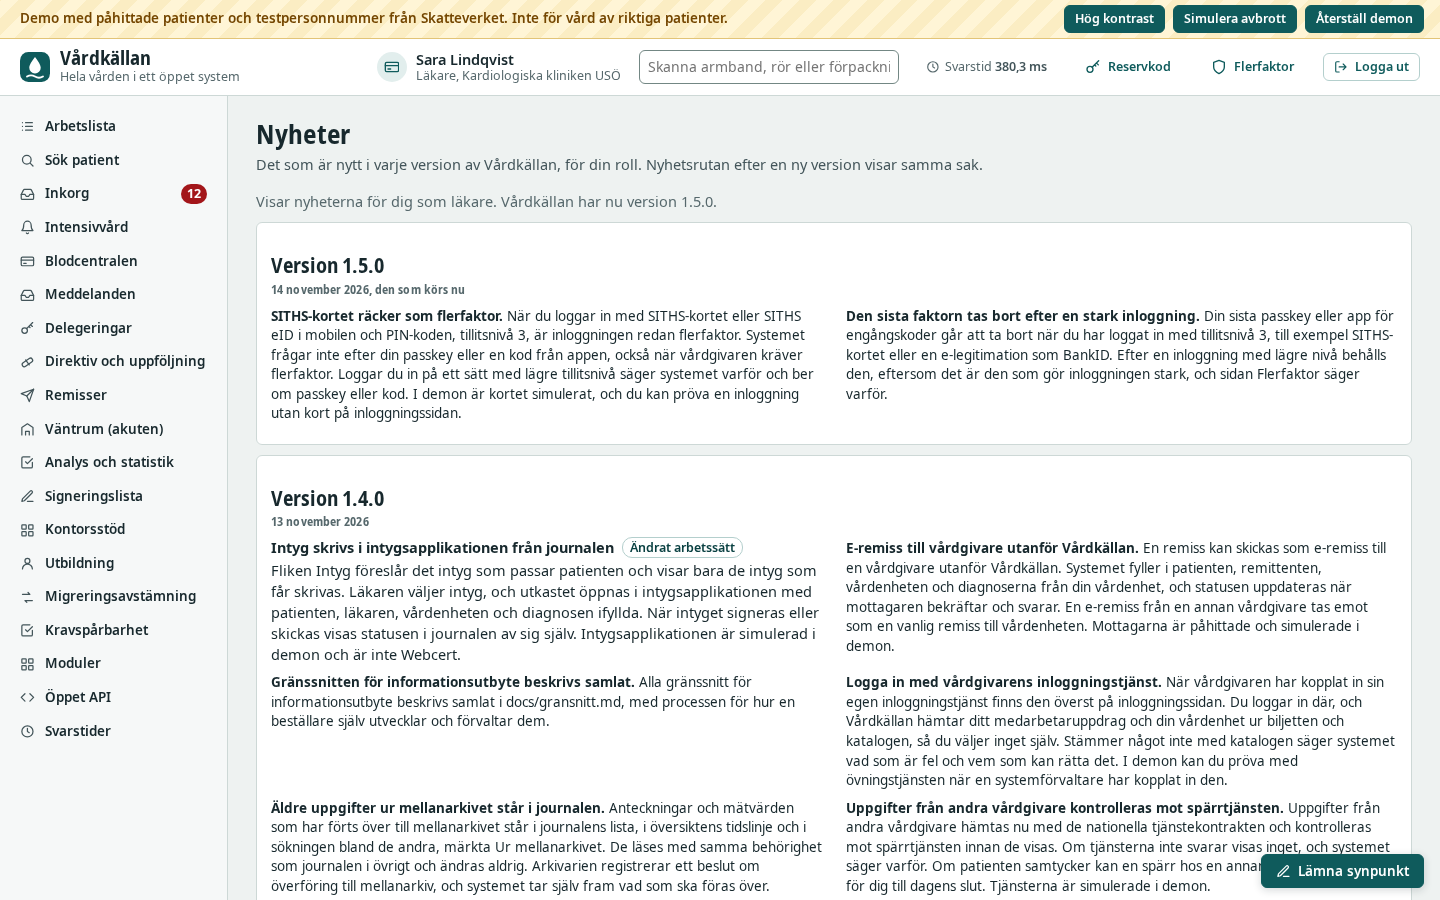 Demo med påhittade patienter och testpersonnummer från Skatteverket. Inte för vård av riktiga patienter.
Hög kontrast
Simulera avbrott
Återställ demon
Vårdkällan
Hela vården i ett öppet system
Sara Lindqvist
Läkare, Kardiologiska kliniken USÖ
Skanna armband, rör eller förpackni
Svarstid 380,3 ms
Reservkod
Flerfaktor
Logga ut
Arbetslista
Sök patient
Inkorg
12
Intensivvård
Blodcentralen
Meddelanden
Delegeringar
Direktiv och uppföljning
Remisser
Väntrum (akuten)
Analys och statistik
Signeringslista
Kontorsstöd
Utbildning
Migreringsavstämning
Kravspårbarhet
Moduler
Öppet API
Svarstider
Nyheter
Det som är nytt i varje version av Vårdkällan, för din roll. Nyhetsrutan efter en ny version visar samma sak.
Visar nyheterna för dig som läkare. Vårdkällan har nu version 1.5.0.
Version 1.5.0
14 november 2026, den som körs nu
SITHS-kortet räcker som flerfaktor. När du loggar in med SITHS-kortet eller SITHS
eID i mobilen och PIN-koden, tillitsnivå 3, är inloggningen redan flerfaktor. Systemet
frågar inte efter din passkey eller en kod från appen, också när vårdgivaren kräver
flerfaktor. Loggar du in på ett sätt med lägre tillitsnivå säger systemet varför och ber
om passkey eller kod. I demon är kortet simulerat, och du kan pröva en inloggning
utan kort på inloggningssidan.
Den sista faktorn tas bort efter en stark inloggning. Din sista passkey eller app för
engångskoder går att ta bort när du har loggat in med tillitsnivå 3, till exempel SITHS-
kortet eller en e-legitimation som BankID. Efter en inloggning med lägre nivå behålls
den, eftersom det är den som gör inloggningen stark, och sidan Flerfaktor säger
varför.
Version 1.4.0
13 november 2026
Intyg skrivs i intygsapplikationen från journalen
Ändrat arbetssätt
Fliken Intyg föreslår det intyg som passar patienten och visar bara de intyg som
får skrivas. Läkaren väljer intyg, och utkastet öppnas i intygsapplikationen med
patienten, läkaren, vårdenheten och diagnosen ifyllda. När intyget signeras eller
skickas visas statusen i journalen av sig själv. Intygsapplikationen är simulerad i
demon och är inte Webcert.
E-remiss till vårdgivare utanför Vårdkällan. En remiss kan skickas som e-remiss till
en vårdgivare utanför Vårdkällan. Systemet fyller i patienten, remittenten,
vårdenheten och diagnoserna från din vårdenhet, och statusen uppdateras när
mottagaren bekräftar och svarar. En e-remiss från en annan vårdgivare tas emot
som en vanlig remiss till vårdenheten. Mottagarna är påhittade och simulerade i
demon.
Gränssnitten för informationsutbyte beskrivs samlat. Alla gränssnitt för
informationsutbyte beskrivs samlat i docs/gransnitt.md, med processen för hur en
beställare själv utvecklar och förvaltar dem.
Logga in med vårdgivarens inloggningstjänst. När vårdgivaren har kopplat in sin
egen inloggningstjänst finns den överst på inloggningssidan. Du loggar in där, och
Vårdkällan hämtar ditt medarbetaruppdrag och din vårdenhet ur biljetten och
katalogen, så du väljer inget själv. Stämmer något inte med katalogen säger systemet
vad som är fel och vem som kan rätta det. I demon kan du pröva med
övningstjänsten när en systemförvaltare har kopplat in den.
Äldre uppgifter ur mellanarkivet står i journalen. Anteckningar och mätvärden
som har förts över till mellanarkivet står i journalens lista, i översiktens tidslinje och i
sökningen bland de andra, märkta Ur mellanarkivet. De läses med samma behörighet
som journalen i övrigt och ändras aldrig. Arkivarien registrerar ett beslut om
överföring till mellanarkiv, och systemet tar själv fram vad som ska föras över.
Uppgifter från andra vårdgivare kontrolleras mot spärrtjänsten. Uppgifter från
andra vårdgivare hämtas nu med de nationella tjänstekontrakten och kontrolleras
mot spärrtjänsten innan de visas. Om tjänsterna inte svarar visas inget, och systemet
säger varför. Om patienten samtycker kan en spärr hos en annan
för dig till dagens slut. Tjänsterna är simulerade i demon.
Lämna synpunkt